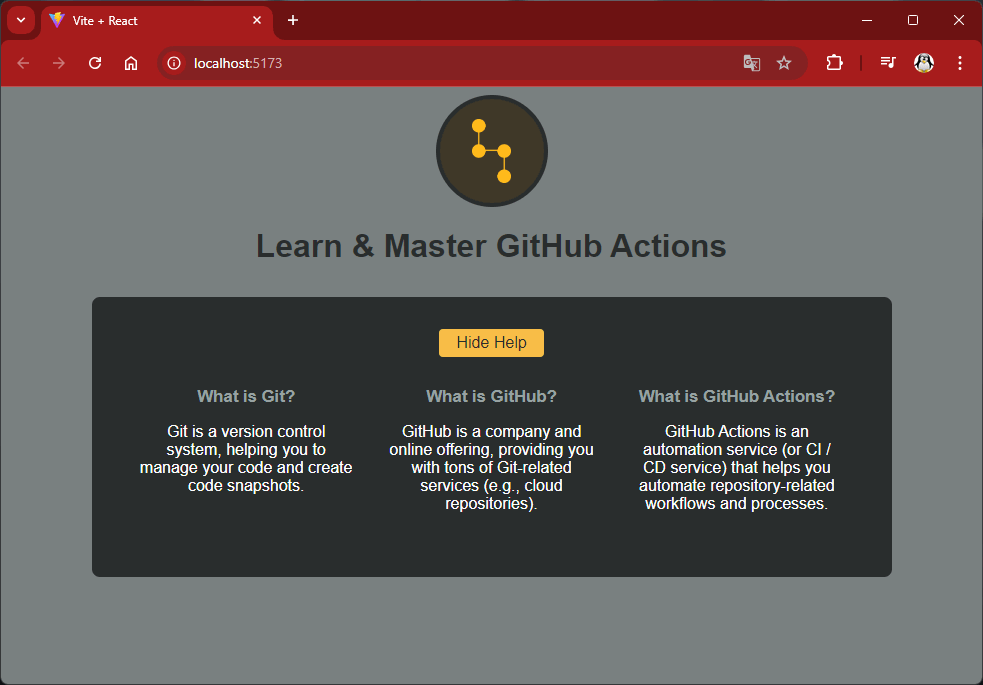 Vite + React
localhost:5173
Learn & Master GitHub Actions
Hide Help
What is Git?
Git is a version control
system, helping you to
manage your code and create
code snapshots.
What is GitHub?
GitHub is a company and
online offering, providing you
with tons of Git-related
services (e.g., cloud
repositories).
What is GitHub Actions?
GitHub Actions is an
automation service (or CI /
CD service) that helps you
automate repository-related
workflows and processes.